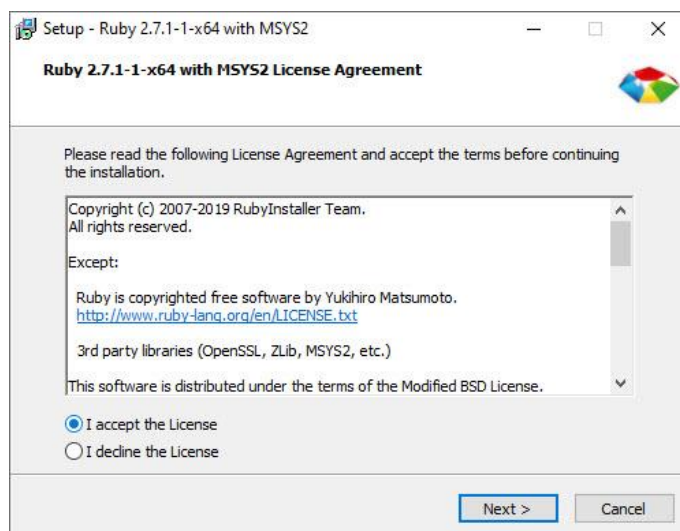 Setup - Ruby 2.7.1-1-x64 with MSYS2
Ruby 2.7.1-1-x64 with MSYS2 License Agreement
Please read the following License Agreement and accept the terms before continuing
the installation.
Copyright (c) 2007-2019 RubyInstaller Team.
All rights reserved.
Except:
Ruby is copyrighted free software by Yukihiro Matsumoto.
http://www.ruby-lang.org/en/LICENSE.txt
3rd party libraries (OpenSSL, ZLib, MSYS2, etc.)
This software is distributed under the terms of the Modified BSD License.
I accept the License
I decline the License
Next >
Cancel